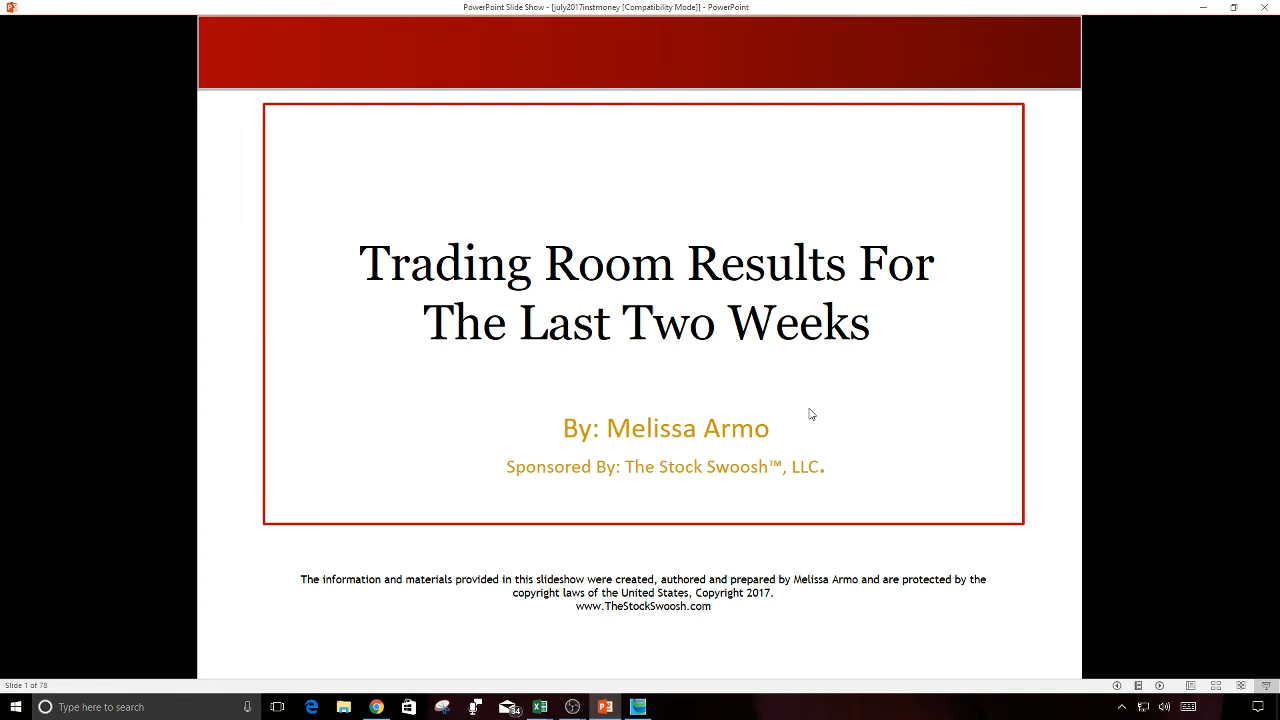 PowerPoint Slide Show - [july2017instmoney [Compatibility Mode]] - PowerPoint
Trading Room Results For
The Last Two Weeks
By: Melissa Armo
Sponsored By: The Stock Swoosh™, LLC.
The information and materials provided in this slideshow were created, authored and prepared by Melissa Armo and are protected by the
copyright laws of the United States, Copyright 2017.
www.TheStockSwoosh.com
Slide 1 of 78
Type here to search